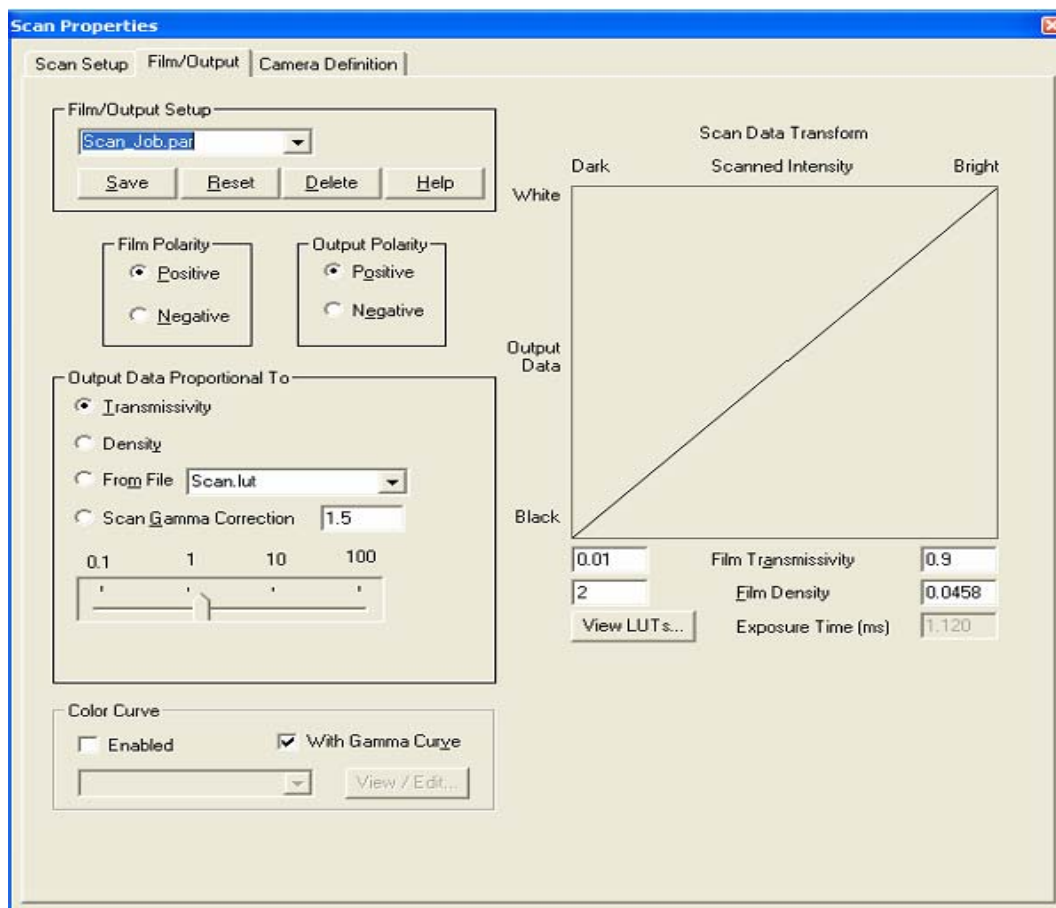 Scan Properties
Scan Setup
Film/Output
Camera Definition
Film/Output Setup
Scan_Job.par
Save
Reset
Delete
Help
Film Polarity
Positive
Negative
Output Polarity
Positive
Negative
Output Data Proportional To
Transmissivity
Density
From File
Scan.lut
Scan Gamma Correction
1.5
0.1 1 10 100
Color Curve
Enabled
With Gamma Curve
View / Edit...
Scan Data Transform
Dark Scanned Intensity Bright
White
Output
Data
Black
0.01 Film Transmissivity 0.9
2 Film Density 0.0458
View LUTs... Exposure Time (ms) 1.120